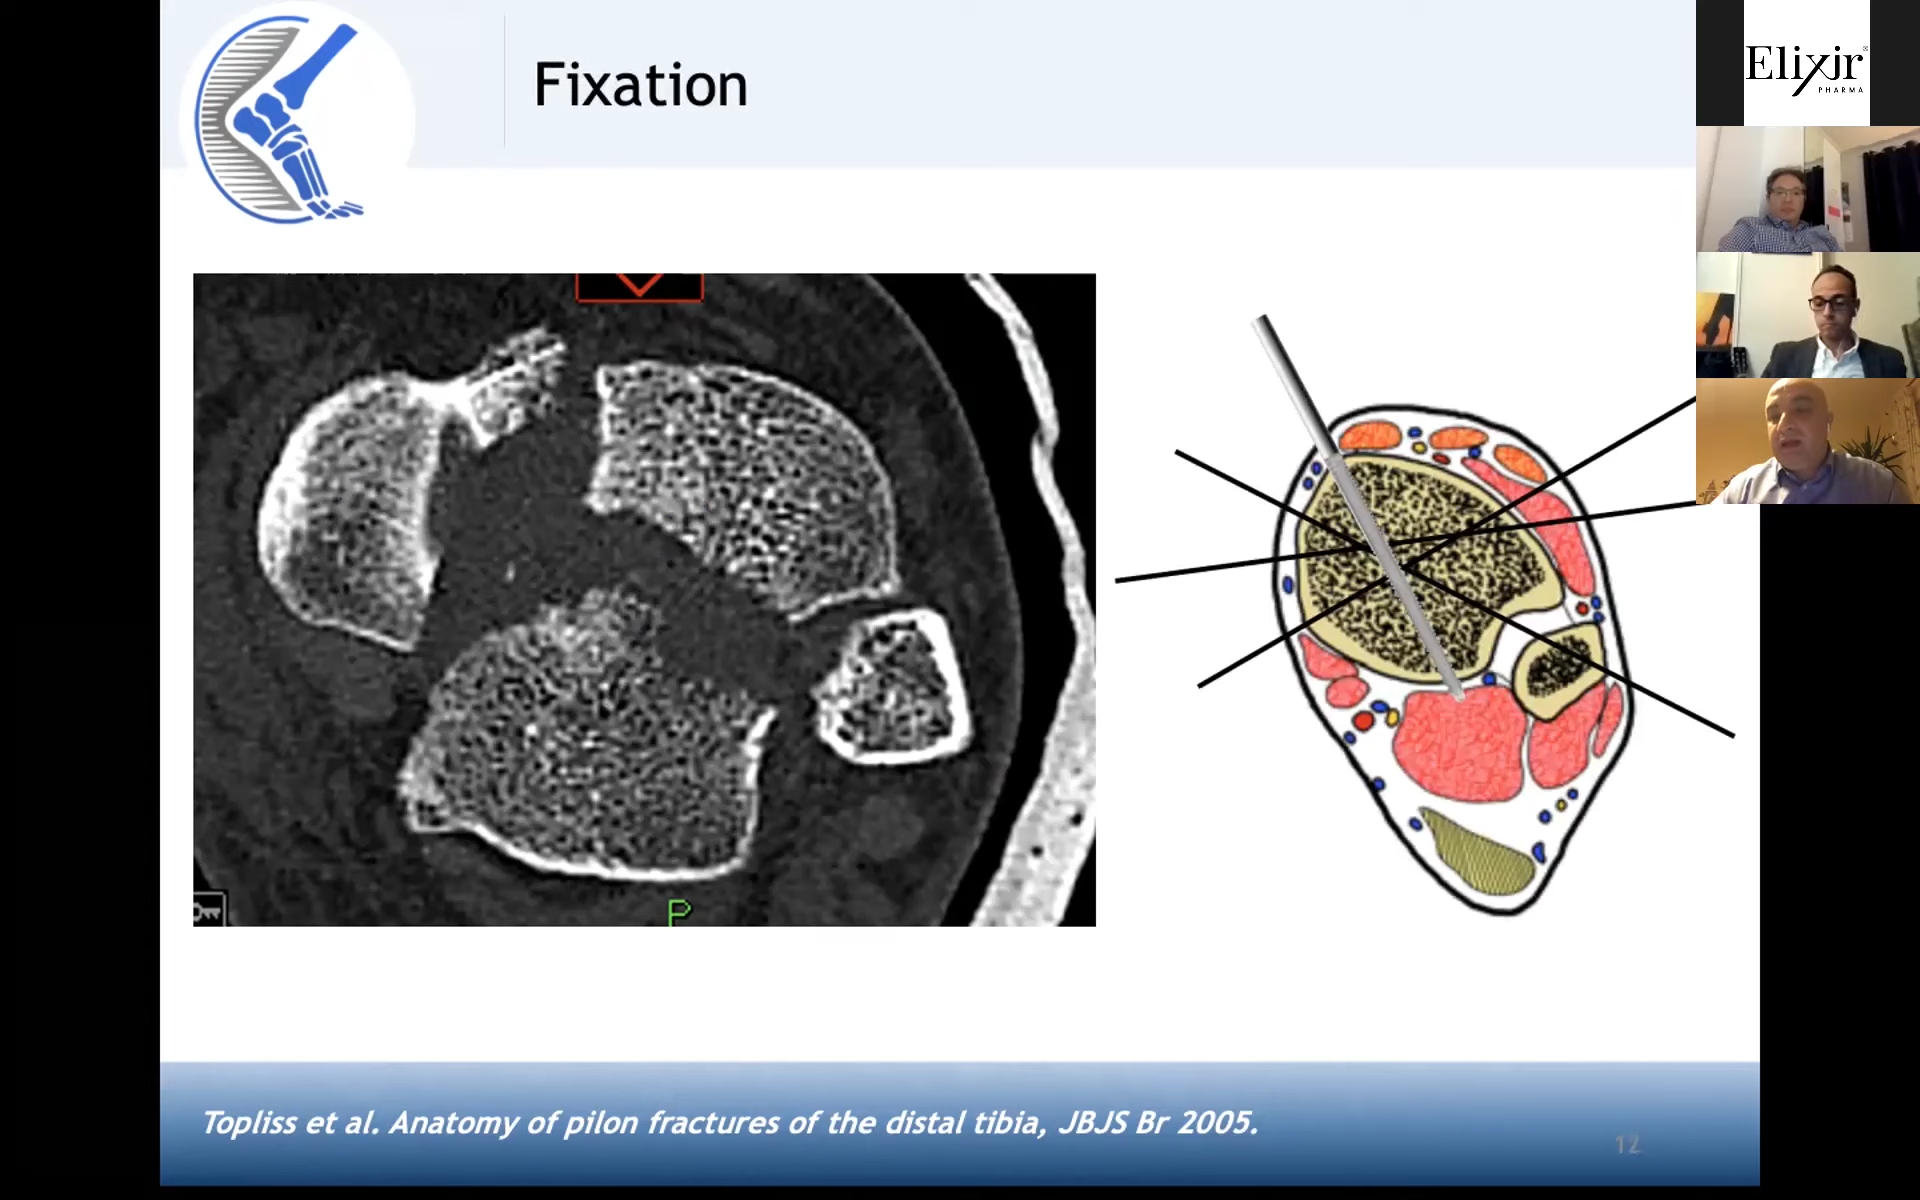 Fixation
Elixir
PHARMA
P
Topliss et al. Anatomy of pilon fractures of the distal tibia, JBJS Br 2005.
12